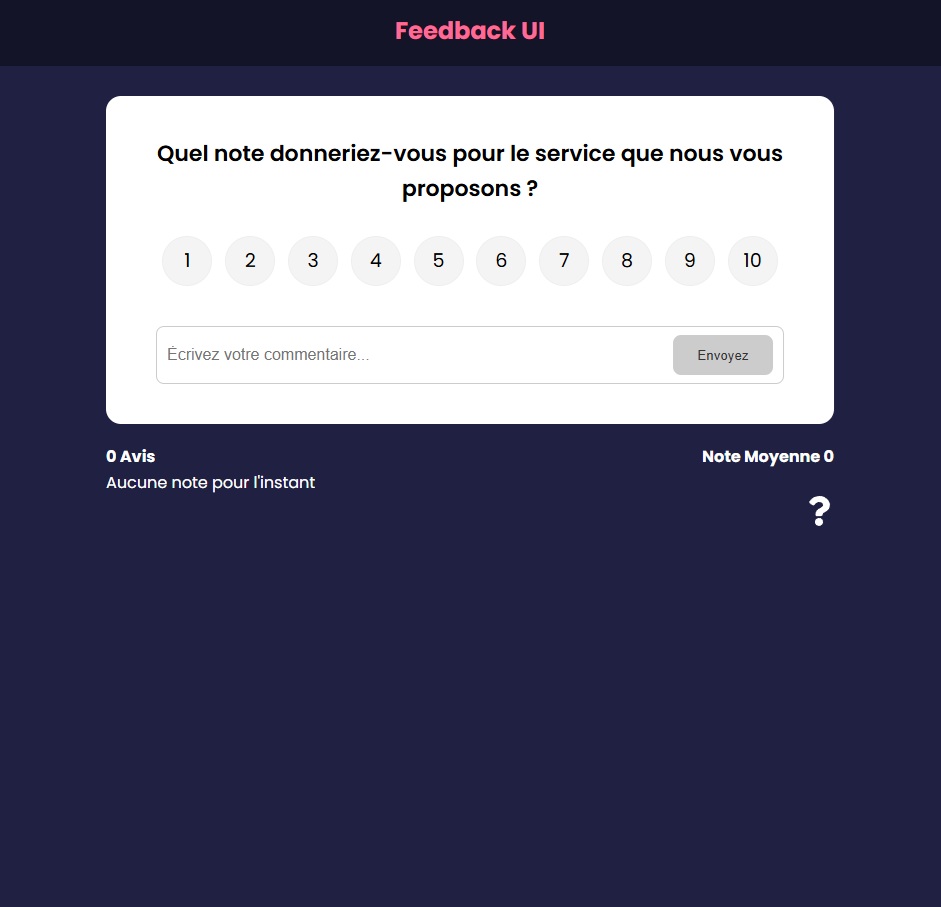 Feedback UI
Quel note donneriez-vous pour le service que nous vous
proposons ?
1 2 3 4 5 6 7 8 9 10
Écrivez votre commentaire... Envoyez
0 Avis Note Moyenne 0
Aucune note pour l'instant
?